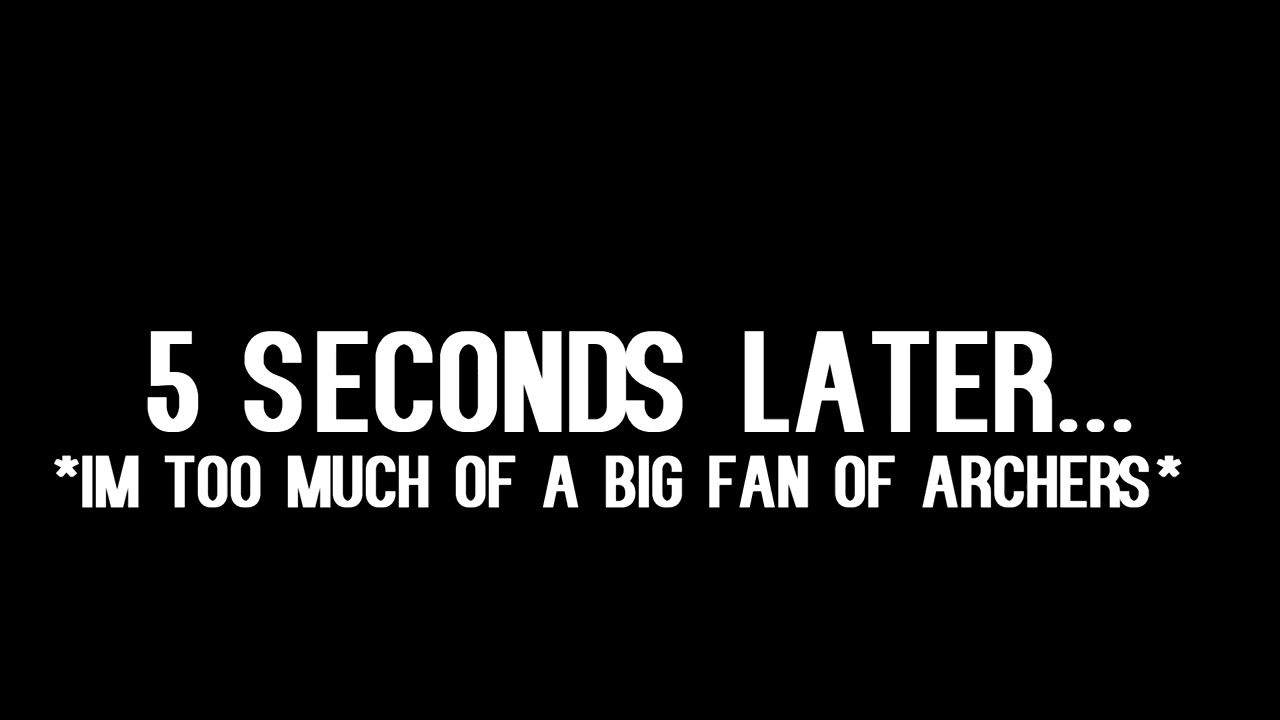 5 SECONDS LATER...
*IM TOO MUCH OF A BIG FAN OF ARCHERS*